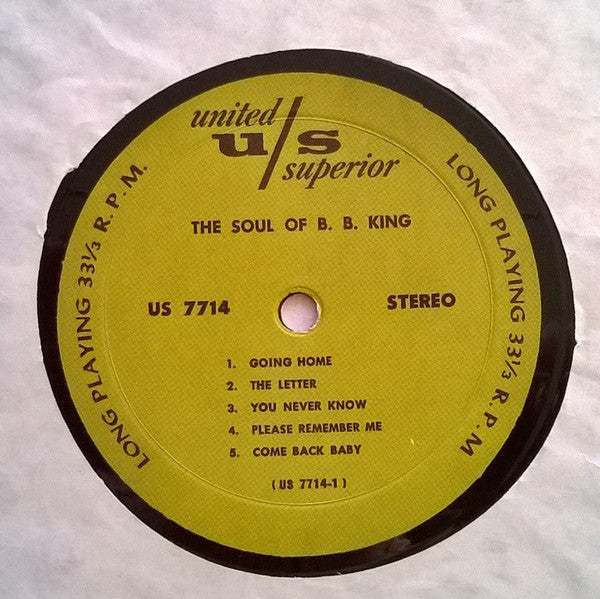 united
u/s
superior
THE SOUL OF B. B. KING
US 7714
STEREO
1. GOING HOME
2. THE LETTER
3. YOU NEVER KNOW
4. PLEASE REMEMBER ME
5. COME BACK BABY
( US 7714-1 )
LONG PLAYING 33⅓ R.P.M.
LONG PLAYING 33⅓ R.P.M